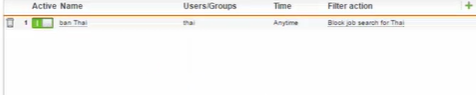 Active Name Users/Groups Time Filter action
1 ban Thai thai Anytime Block job search for Thai